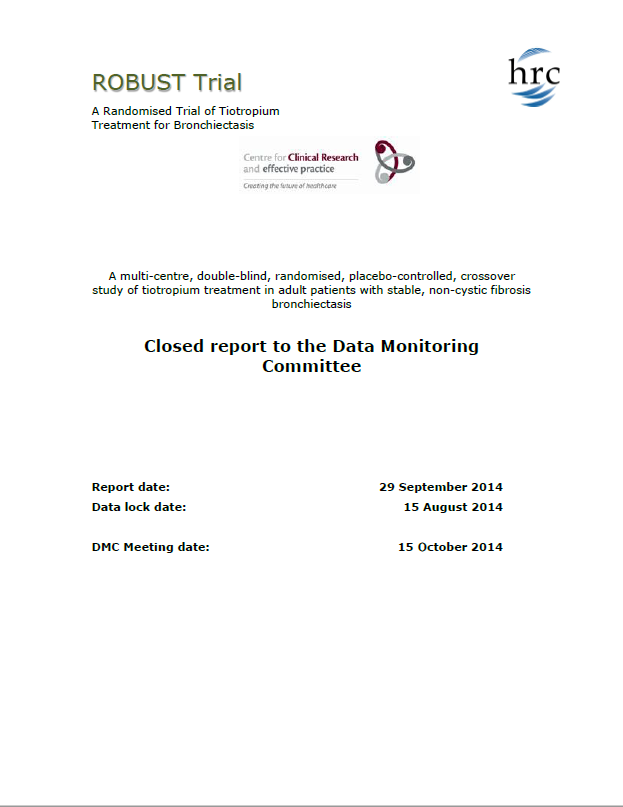 ROBUST Trial
hrc
A Randomised Trial of Tiotropium
Treatment for Bronchiectasis
Centre for Clinical Research
and effective practice
Creating the future of healthcare
A multi-centre, double-blind, randomised, placebo-controlled, crossover
study of tiotropium treatment in adult patients with stable, non-cystic fibrosis
bronchiectasis
Closed report to the Data Monitoring
Committee
Report date: 29 September 2014
Data lock date: 15 August 2014
DMC Meeting date: 15 October 2014